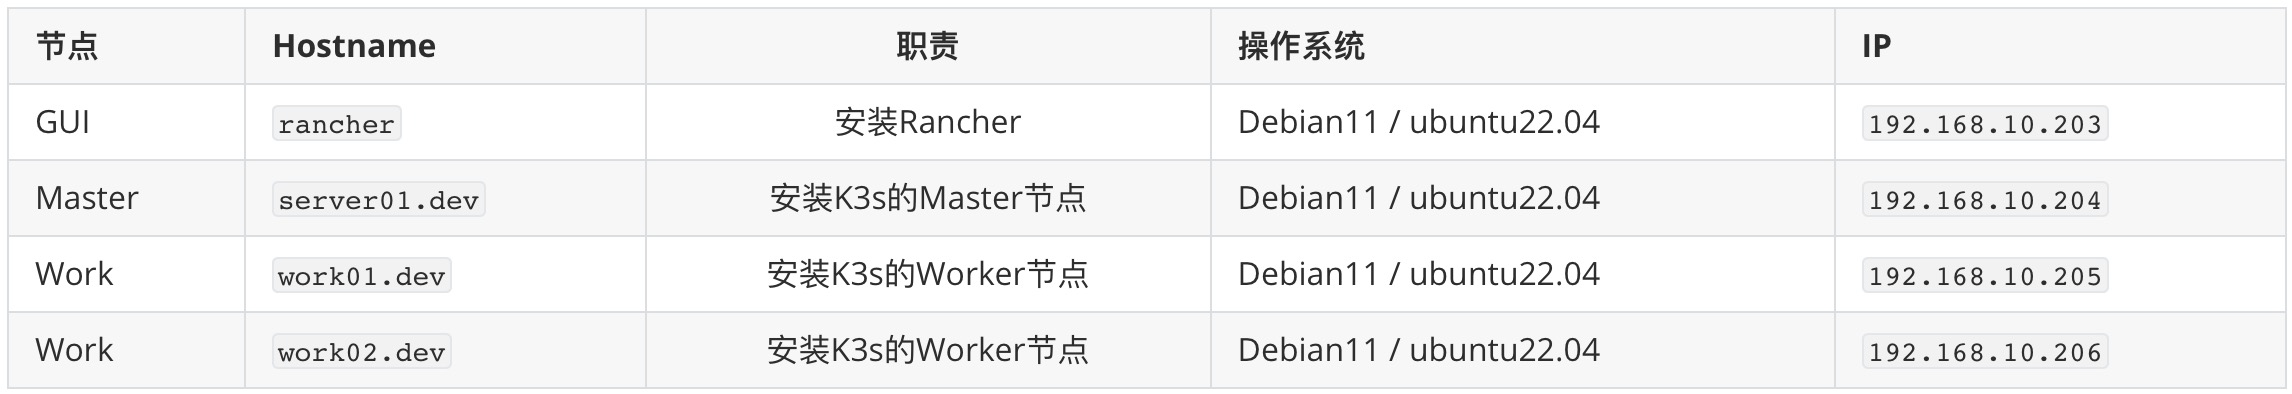 节点 Hostname 职责 操作系统 IP
GUI rancher 安装Rancher Debian11 / ubuntu22.04 192.168.10.203
Master server01.dev 安装K3s的Master节点 Debian11 / ubuntu22.04 192.168.10.204
Work work01.dev 安装K3s的Worker节点 Debian11 / ubuntu22.04 192.168.10.205
Work work02.dev 安装K3s的Worker节点 Debian11 / ubuntu22.04 192.168.10.206